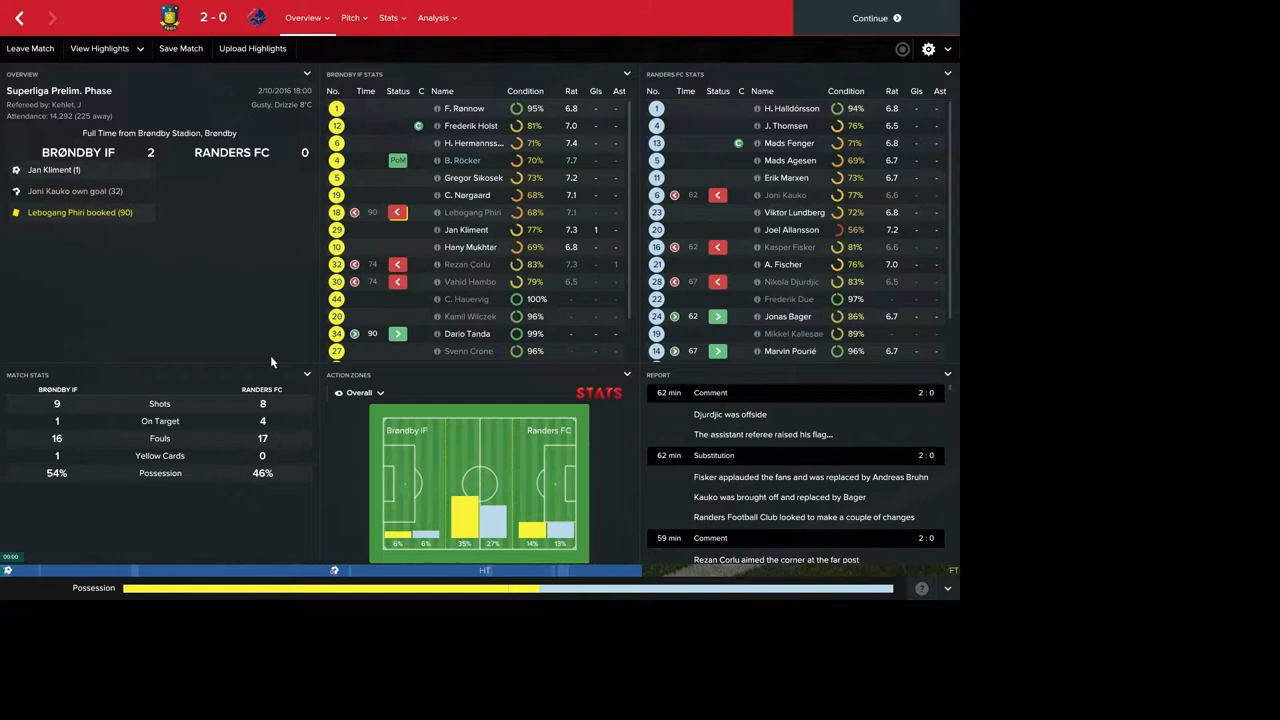 2 - 0 Overview Pitch Stats Analysis Continue
Leave Match View Highlights Save Match Upload Highlights
OVERVIEW
Superliga Prelim. Phase 2/10/2016 18:00
Refereed by: Kehlet, J Gusty, Drizzle 8°C
Attendance: 14,292 (225 away)
Full Time from Brøndby Stadion, Brøndby
BRØNDBY IF 2 RANDERS FC 0
Jan Kliment (1)
Joni Kauko own goal (32)
Lebogang Phiri booked (90)
BRØNDBY IF STATS
No. Time Status C Name Condition Rat Gls Ast
1 F. Rønnow 95% 6.8 - -
12 C Frederik Holst 81% 7.0 - -
6 H. Hermannss... 71% 7.4 - -
4 PoM B. Röcker 70% 7.7 - -
5 Gregor Sikosek 73% 7.2 - -
19 C. Nørgaard 68% 7.1 - -
18 90 Lebogang Phiri 68% 7.1 - -
29 Jan Kliment 77% 7.3 1 -
10 Hany Mukhtar 69% 6.8 - -
32 74 Rezan Çorlu 83% 7.3 - 1
30 74 Vahid Hambo 79% 6.5 - -
44 C. Hauervig 100% - - -
20 Kamil Wilczek 96% - - -
34 90 Dario Tanda 99% - - -
27 Svenn Crone 96% - - -
RANDERS FC STATS
No. Time Status C Name Condition Rat Gls Ast
1 H. Halldórsson 94% 6.8 - -
4 J. Thomsen 76% 6.5 - -
13 C Mads Fenger 71% 6.8 - -
5 Mads Agesen 69% 6.7 - -
11 Erik Marxen 73% 6.7 - -
6 62 Joni Kauko 77% 6.6 - -
23 Viktor Lundberg 72% 6.8 - -
20 Joel Allansson 56% 7.2 - -
16 62 Kasper Fisker 81% 6.6 - -
21 A. Fischer 76% 7.0 - -
28 67 Nikola Djurdjic 83% 6.5 - -
22 Frederik Due 97% - - -
24 62 Jonas Bager 86% 6.7 - -
19 Mikkel Kallesøe 89% - - -
14 67 Marvin Pourié 96% 6.7 - -
MATCH STATS
BRØNDBY IF RANDERS FC
9 Shots 8
1 On Target 4
16 Fouls 17
1 Yellow Cards 0
54% Possession 46%
ACTION ZONES
Overall STATS
Brøndby IF Randers FC
6% 6% 35% 27% 14% 13%
REPORT
62 min Comment 2 : 0
Djurdjic was offside
The assistant referee raised his flag...
62 min Substitution 2 : 0
Fisker applauded the fans and was replaced by Andreas Bruhn
Kauko was brought off and replaced by Bager
Randers Football Club looked to make a couple of changes
59 min Comment 2 : 0
Rezan Çorlu aimed the corner at the far post
00:00
HT FT
Possession ?